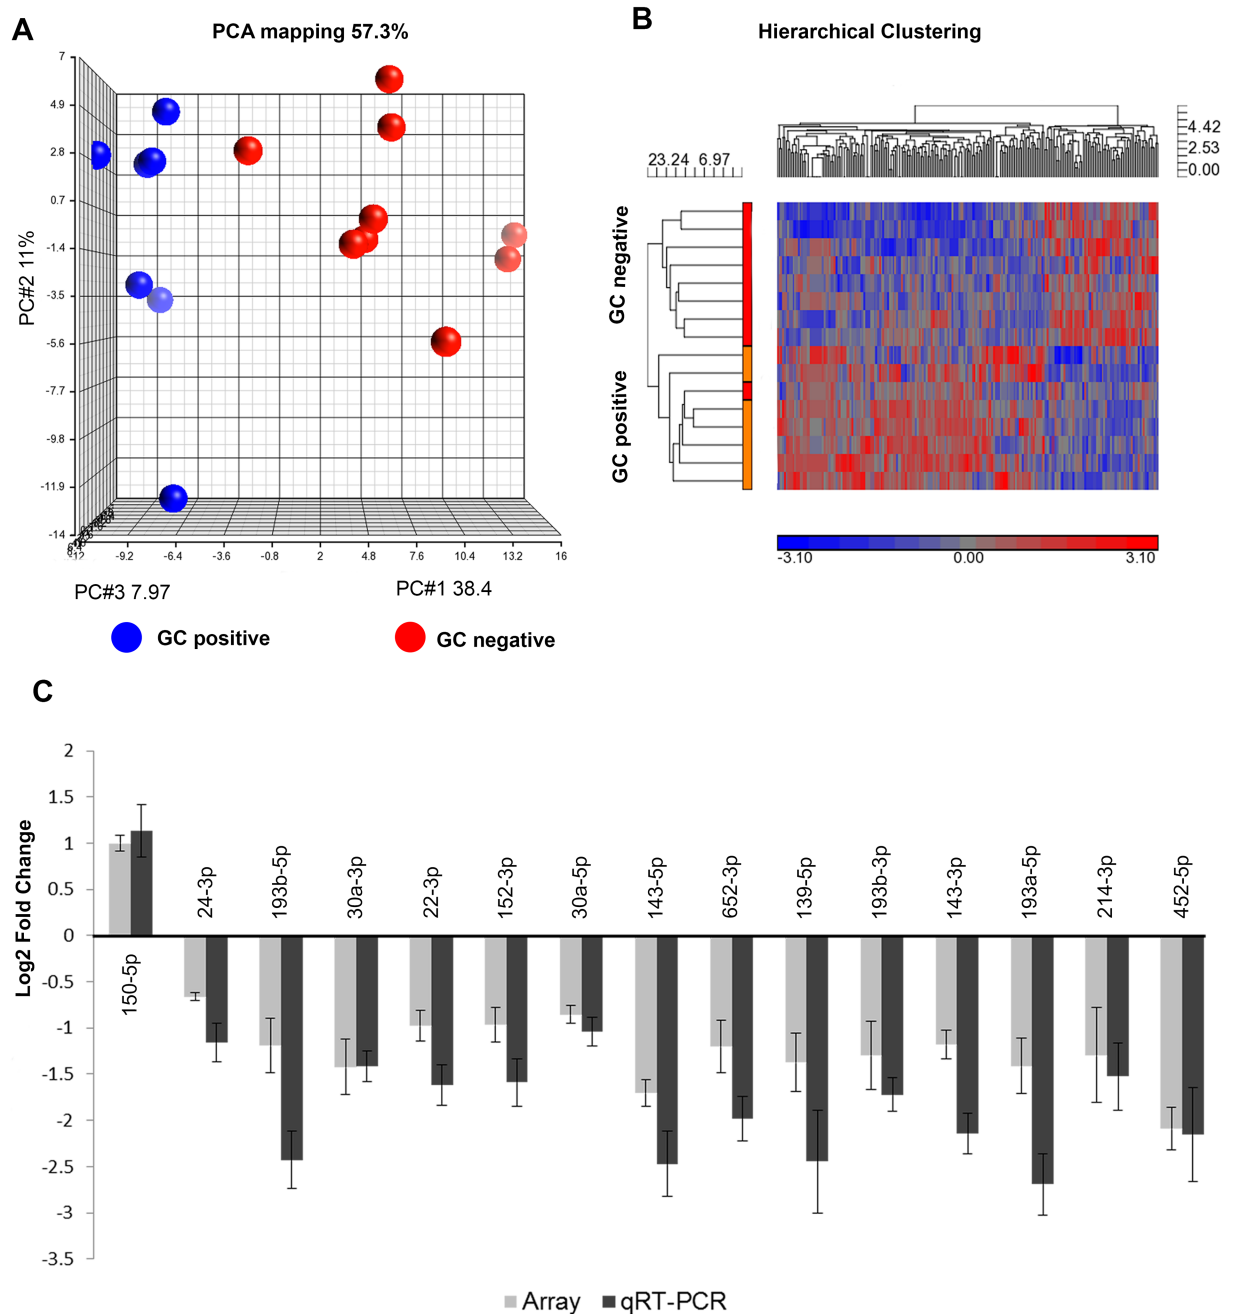 A
PCA mapping 57.3%
7
4.9
2.8
0.7
-1.4
-3.5
-5.6
-7.7
-9.8
-11.9
-14
PC#2 11%
-12
-9.2
-6.4
-3.6
-0.8
2
4.8
7.6
10.4
13.2
16
PC#3 7.97
PC#1 38.4
GC positive
GC negative
B
Hierarchical Clustering
4.42
2.53
0.00
23.24 6.97
GC negative
GC positive
-3.10
0.00
3.10
C
Log2 Fold Change
2
1.5
1
0.5
0
-0.5
-1
-1.5
-2
-2.5
-3
-3.5
150-5p
24-3p
193b-5p
30a-3p
22-3p
152-3p
30a-5p
143-5p
652-3p
139-5p
193b-3p
143-3p
193a-5p
214-3p
452-5p
Array
qRT-PCR